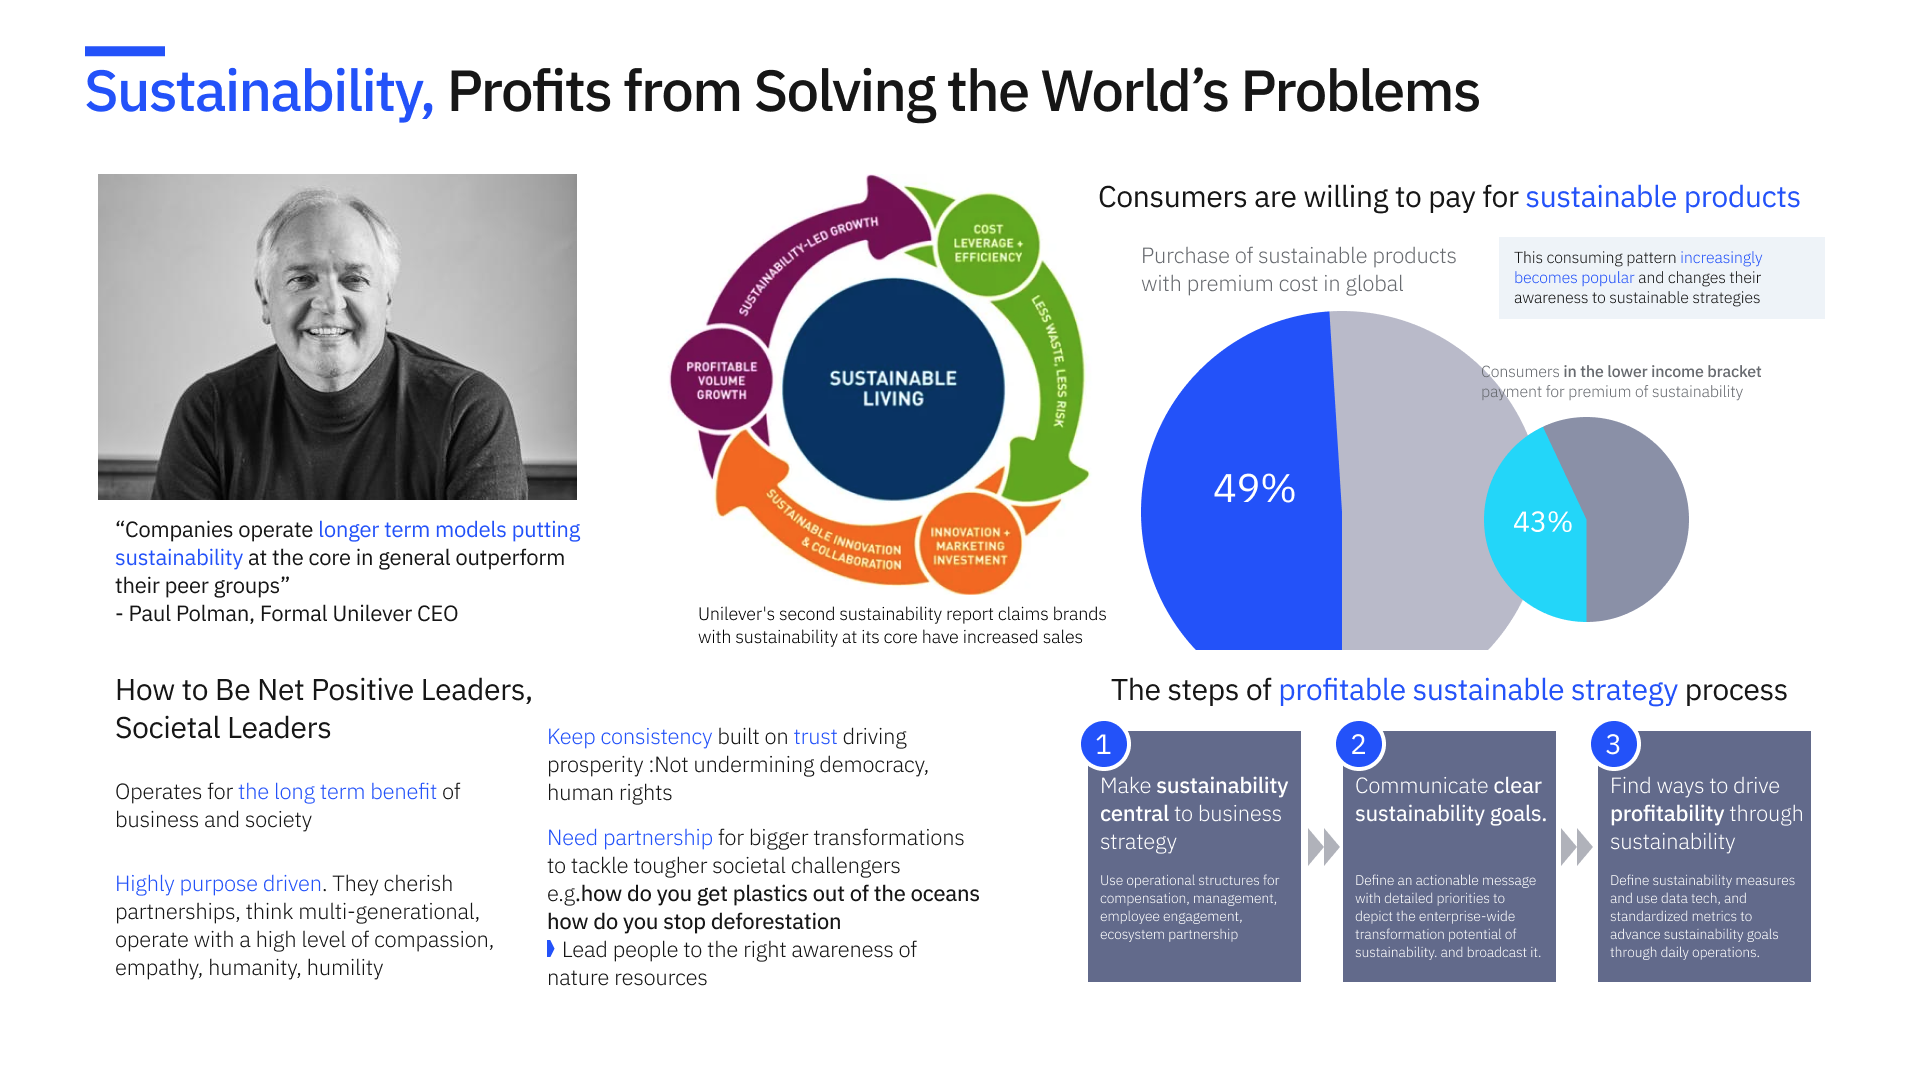 Sustainability, Profits from Solving the World’s Problems
“Companies operate longer term models putting
sustainability at the core in general outperform
their peer groups”
- Paul Polman, Formal Unilever CEO
SUSTAINABILITY-LED GROWTH
COST
LEVERAGE +
EFFICIENCY
LESS WASTE, LESS RISK
INNOVATION +
MARKETING
INVESTMENT
SUSTAINABLE INNOVATION
& COLLABORATION
PROFITABLE
VOLUME
GROWTH
SUSTAINABLE
LIVING
Unilever's second sustainability report claims brands
with sustainability at its core have increased sales
Consumers are willing to pay for sustainable products
Purchase of sustainable products
with premium cost in global
This consuming pattern increasingly
becomes popular and changes their
awareness to sustainable strategies
Consumers in the lower income bracket
payment for premium of sustainability
49%
43%
How to Be Net Positive Leaders,
Societal Leaders
Operates for the long term benefit of
business and society
Highly purpose driven. They cherish
partnerships, think multi-generational,
operate with a high level of compassion,
empathy, humanity, humility
Keep consistency built on trust driving
prosperity :Not undermining democracy,
human rights
Need partnership for bigger transformations
to tackle tougher societal challengers
e.g.how do you get plastics out of the oceans
how do you stop deforestation
Lead people to the right awareness of
nature resources
The steps of profitable sustainable strategy process
1
Make sustainability
central to business
strategy
Use operational structures for
compensation, management,
employee engagement,
ecosystem partnership
2
Communicate clear
sustainability goals.
Define an actionable message
with detailed priorities to
depict the enterprise-wide
transformation potential of
sustainability. and broadcast it.
3
Find ways to drive
profitability through
sustainability
Define sustainability measures
and use data tech, and
standardized metrics to
advance sustainability goals
through daily operations.